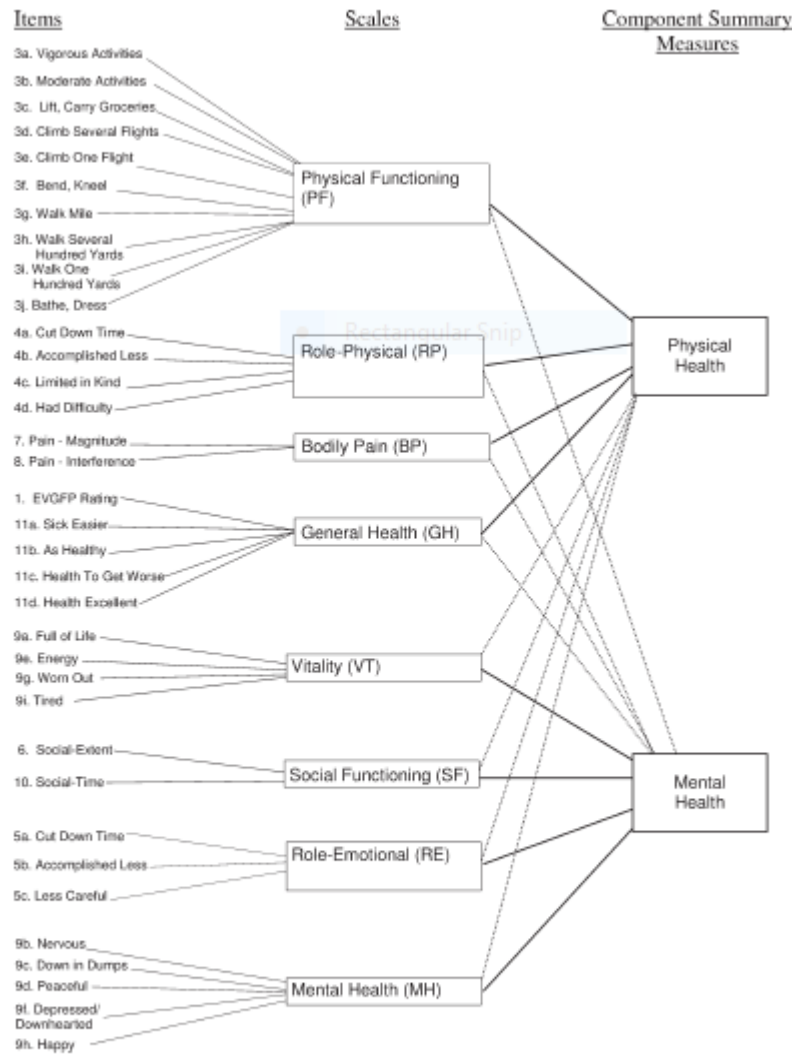 Items
Scales
Component Summary
Measures
3a. Vigorous Activities
3b. Moderate Activities
3c. Lift, Carry Groceries
3d. Climb Several Flights
3e. Climb One Flight
3f. Bend, Kneel
3g. Walk Mile
3h. Walk Several
Hundred Yards
3i. Walk One
Hundred Yards
3j. Bathe, Dress
Physical Functioning
(PF)
4a. Cut Down Time
4b. Accomplished Less
4c. Limited in Kind
4d. Had Difficulty
Rectangular Snip
Role-Physical (RP)
Physical
Health
7. Pain - Magnitude
8. Pain - Interference
Bodily Pain (BP)
1. EVGFP Rating
11a. Sick Easier
11b. As Healthy
11c. Health To Get Worse
11d. Health Excellent
General Health (GH)
9a. Full of Life
9e. Energy
9g. Worn Out
9i. Tired
Vitality (VT)
6. Social-Extent
10. Social-Time
Social Functioning (SF)
Mental
Health
5a. Cut Down Time
5b. Accomplished Less
5c. Less Careful
Role-Emotional (RE)
9b. Nervous
9c. Down in Dumps
9d. Peaceful
9f. Depressed/
Downhearted
9h. Happy
Mental Health (MH)